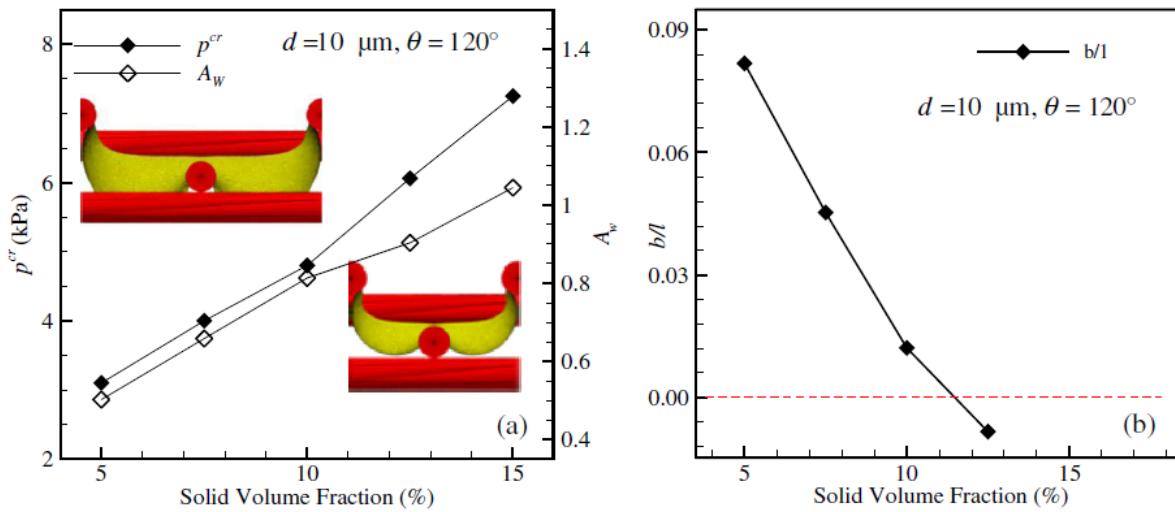 p^cr
A_W
d =10 μm, θ = 120°
8
6
4
2
p^cr (kPa)
1.4
1.2
1
0.8
0.6
0.4
A_w
(a)
5 10 15
Solid Volume Fraction (%)
b/l
d =10 μm, θ = 120°
0.09
0.06
0.03
0.00
b/l
(b)
5 10 15
Solid Volume Fraction (%)